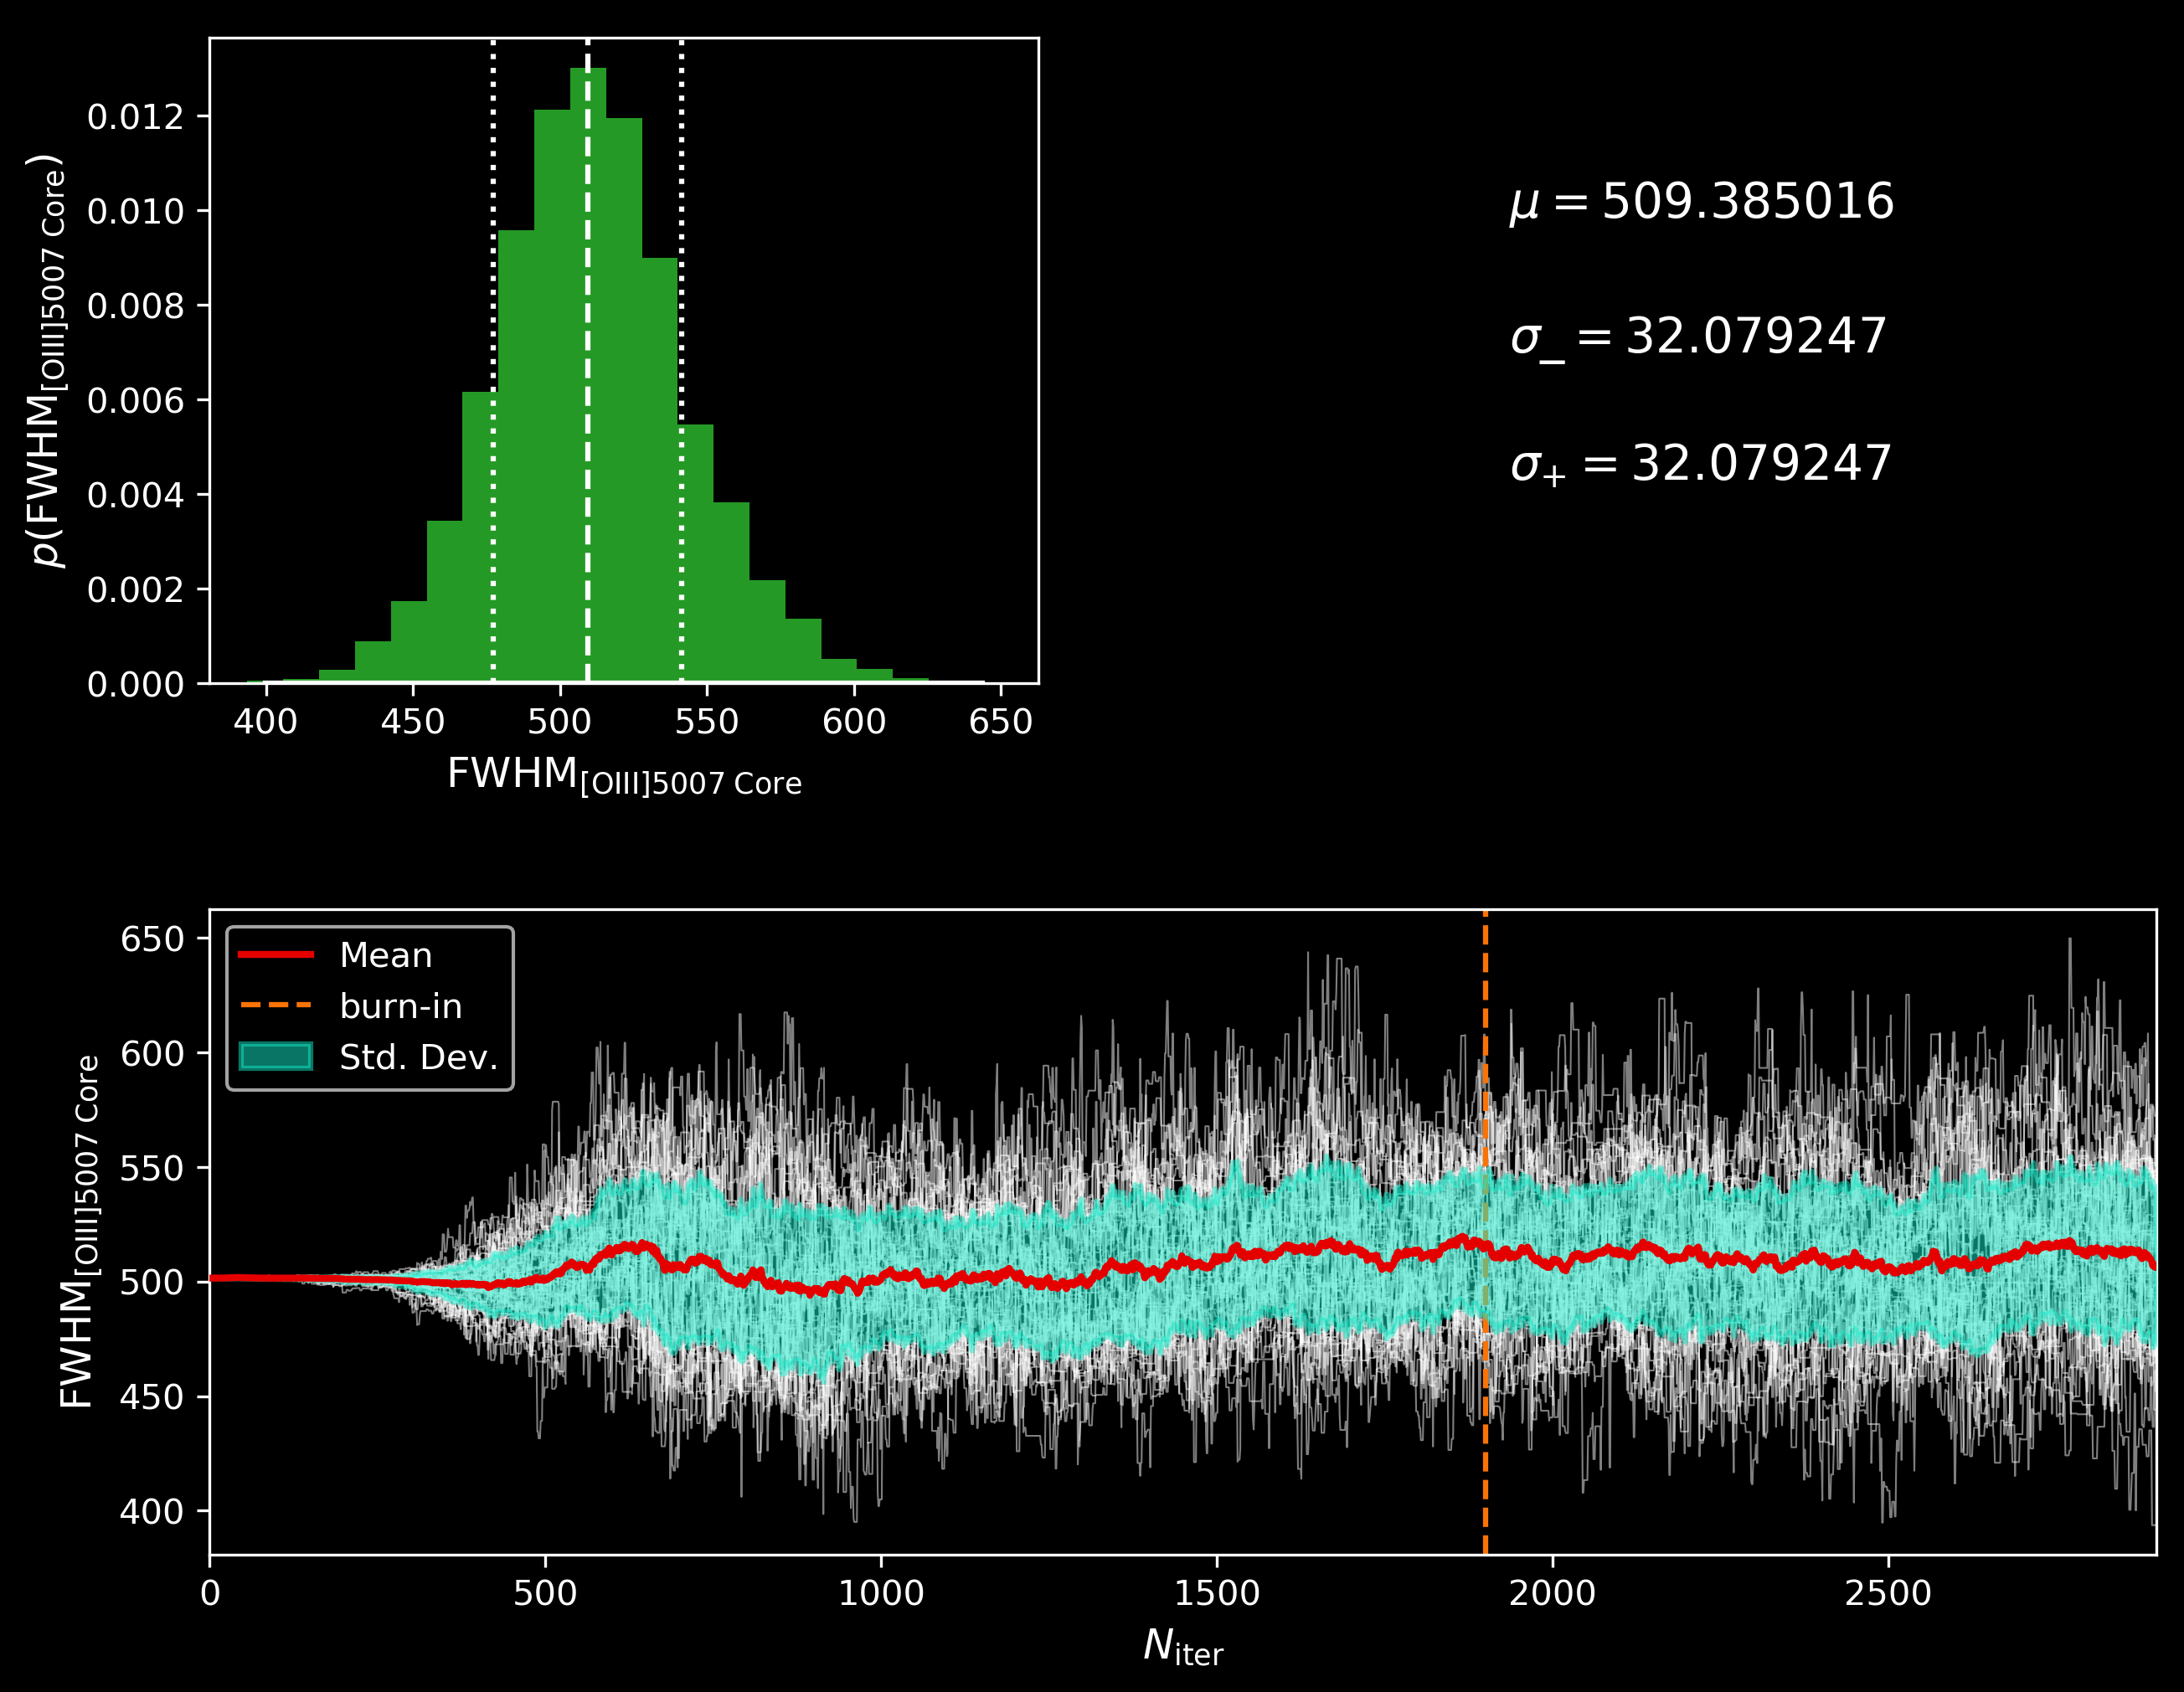 p(FWHM[OIII]5007 Core)
0.012
0.010
0.008
0.006
0.004
0.002
0.000
400 450 500 550 600 650
FWHM[OIII]5007 Core
μ = 509.385016
σ− = 32.079247
σ+ = 32.079247
FWHM[OIII]5007 Core
650
600
550
500
450
400
Mean
burn-in
Std. Dev.
0 500 1000 1500 2000 2500
Niter